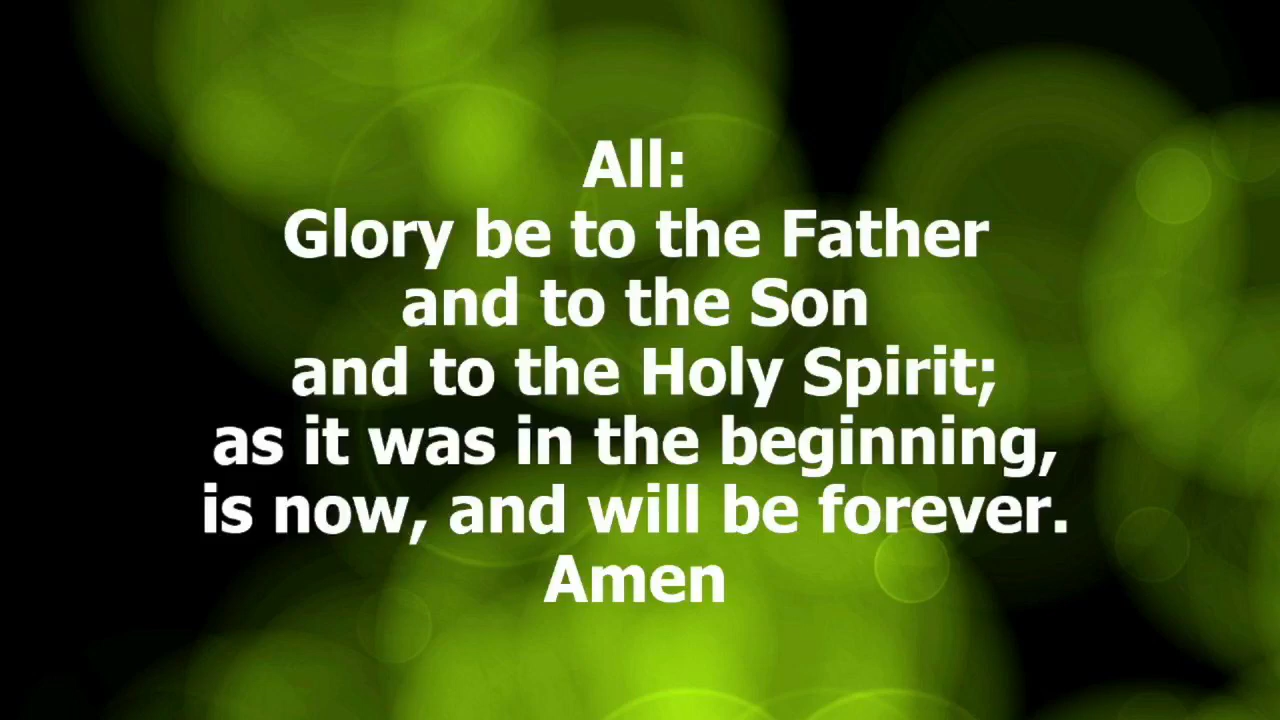 All:
Glory be to the Father
and to the Son
and to the Holy Spirit;
as it was in the beginning,
is now, and will be forever.
Amen